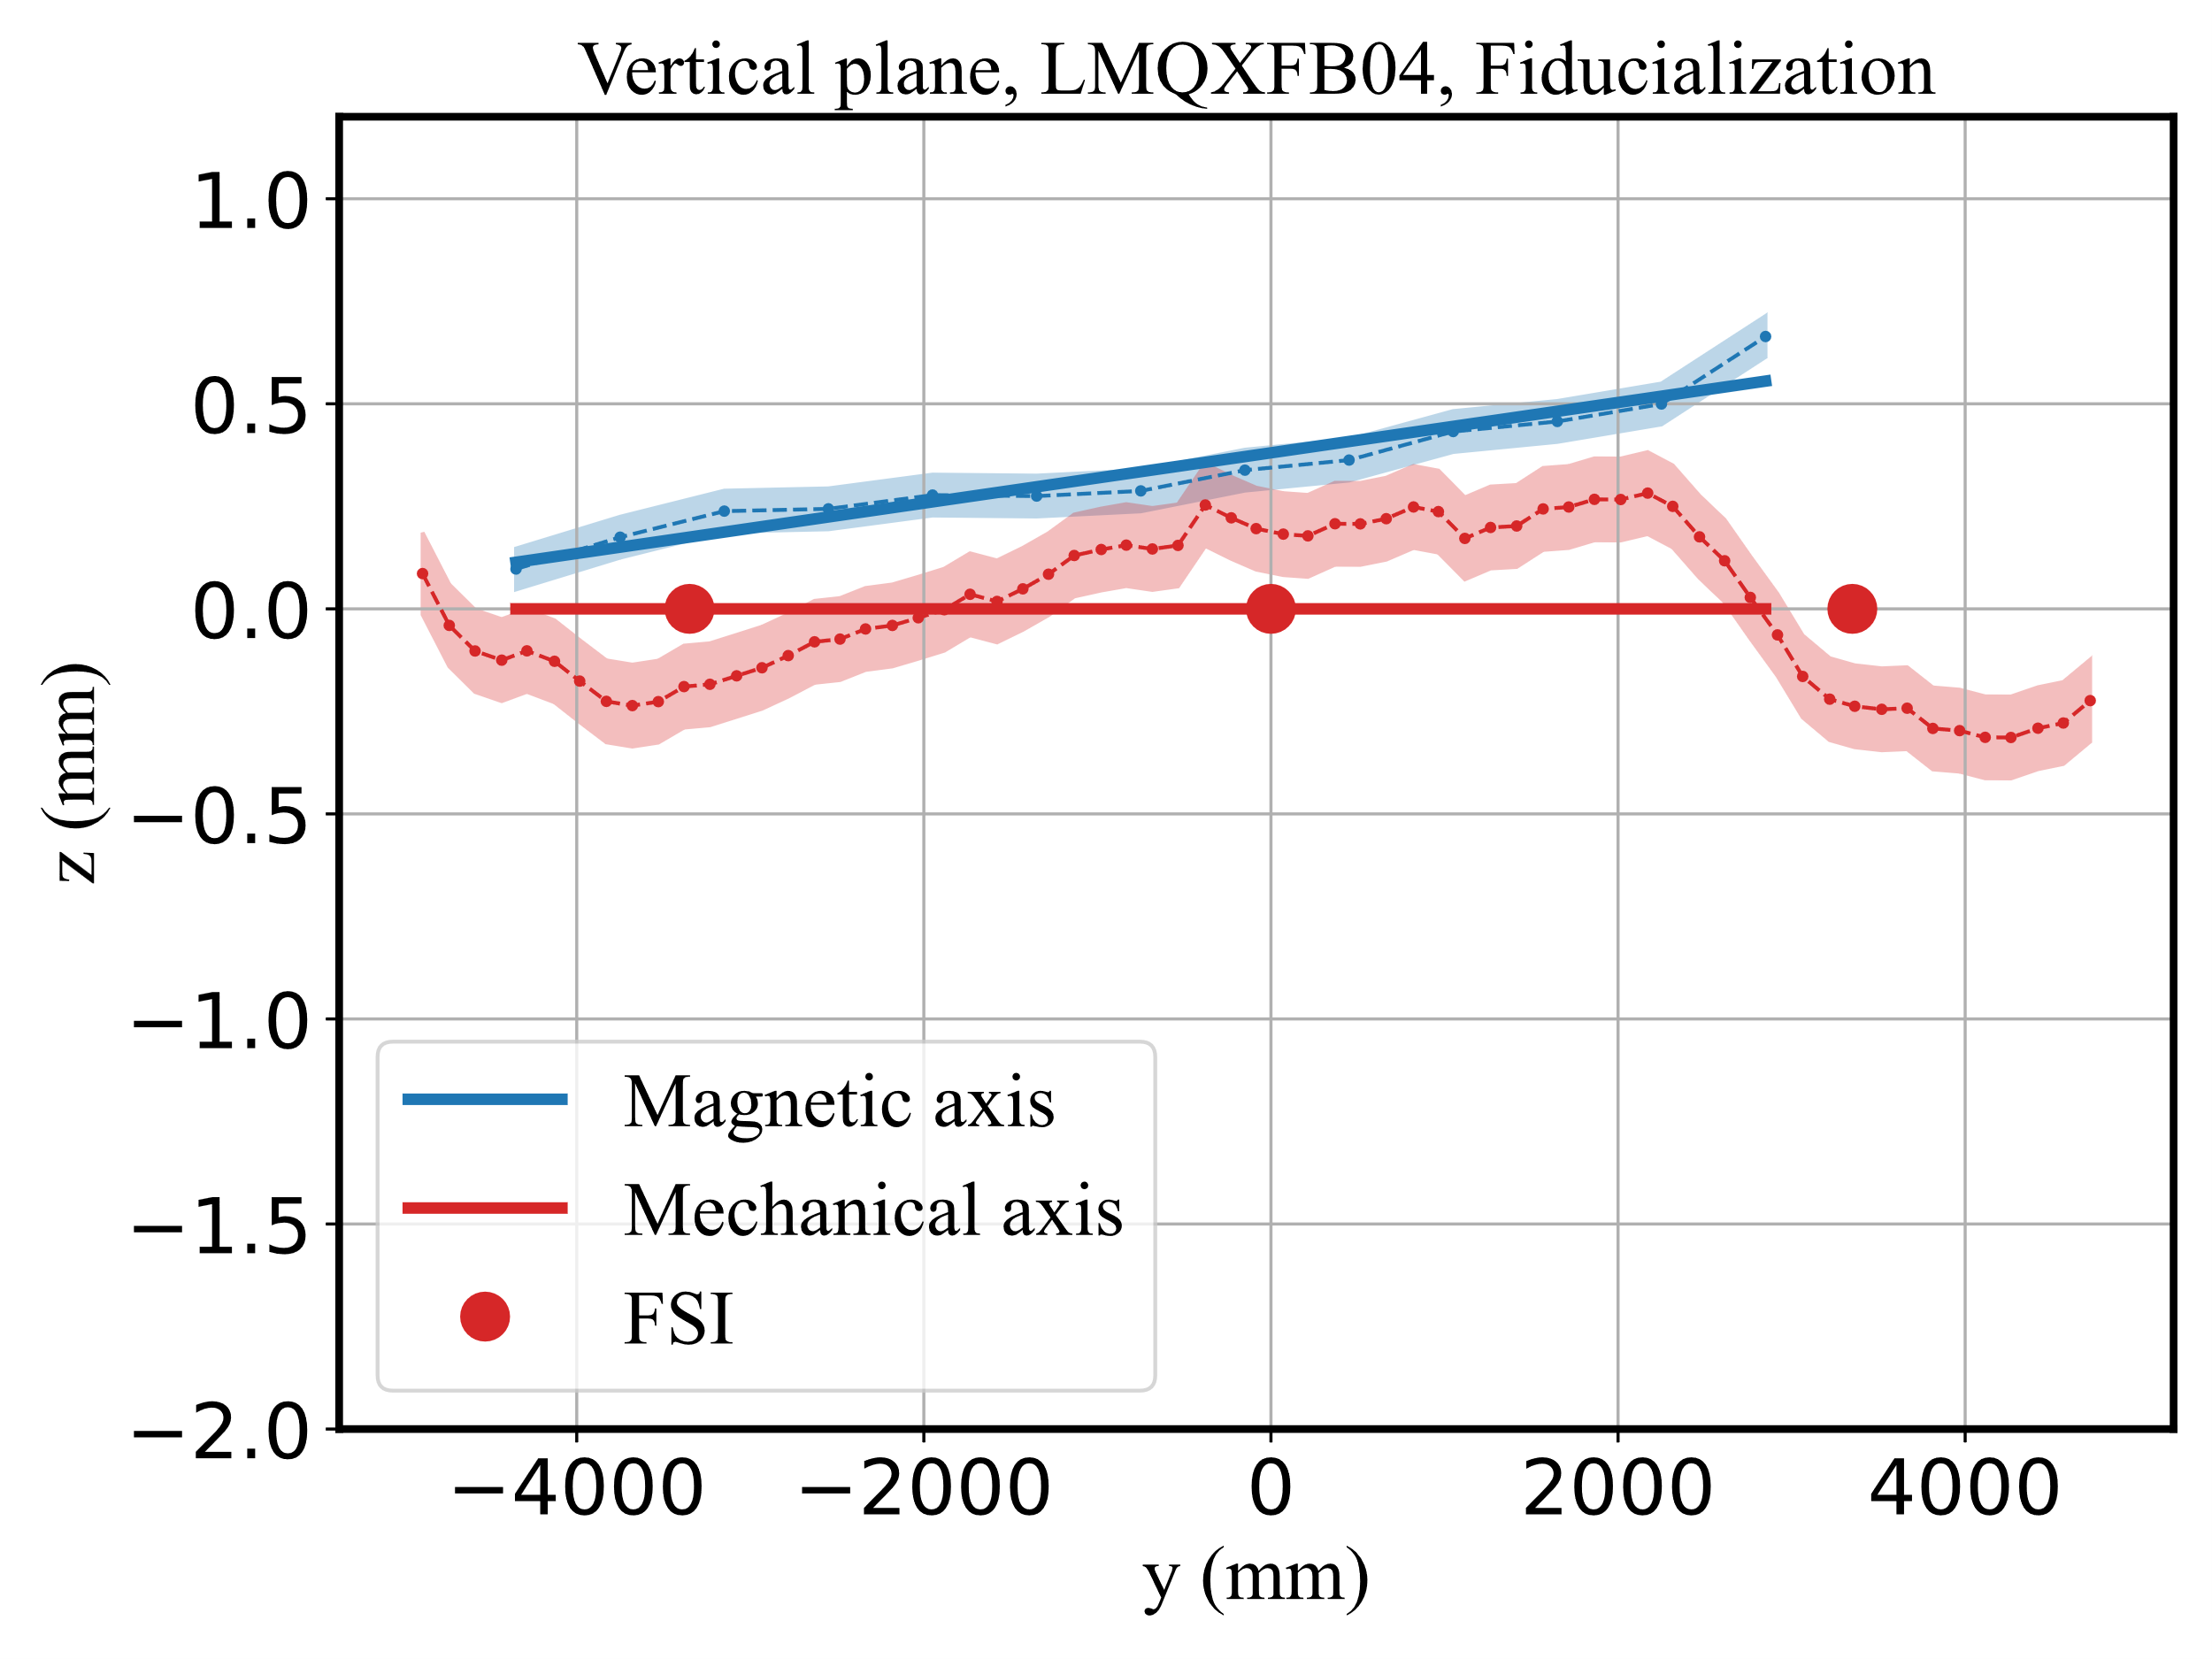 Vertical plane, LMQXFB04, Fiducialization
1.0
0.5
0.0
−0.5
−1.0
−1.5
−2.0
z (mm)
Magnetic axis
Mechanical axis
FSI
−4000 −2000 0 2000 4000
y (mm)